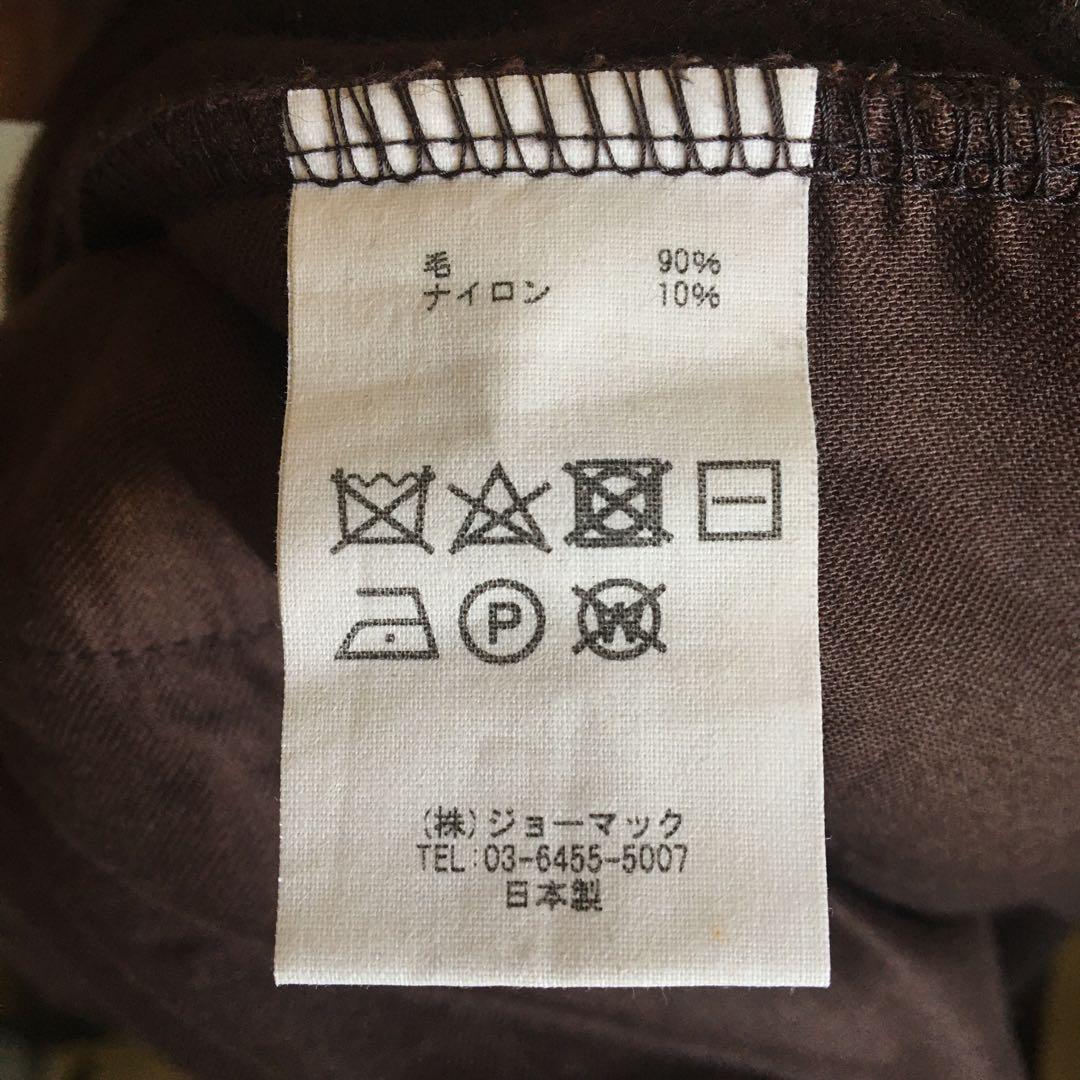 毛 90%
ナイロン 10%
P W
(株)ジョーマック
TEL:03-6455-5007
日本製